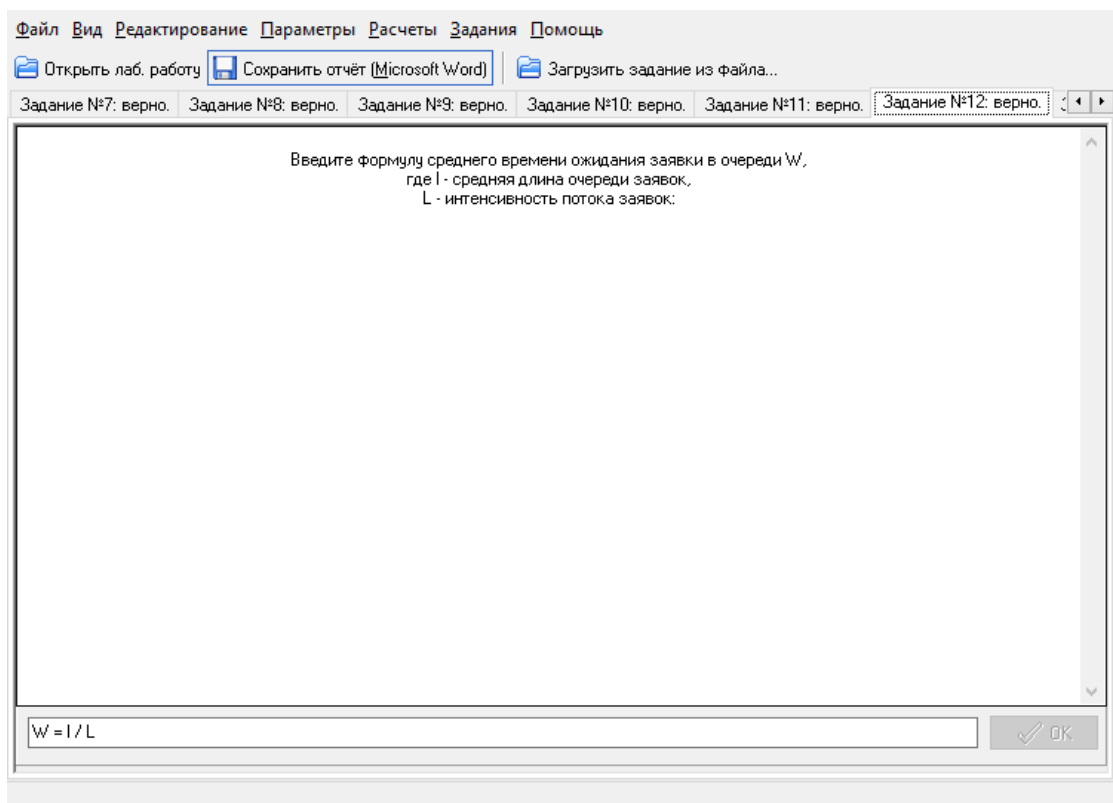 Файл Вид Редактирование Параметры Расчеты Задания Помощь
Открыть лаб. работу Сохранить отчёт (Microsoft Word) Загрузить задание из файла...
Задание №7: верно. Задание №8: верно. Задание №9: верно. Задание №10: верно. Задание №11: верно. Задание №12: верно.
Введите формулу среднего времени ожидания заявки в очереди W,
где l - средняя длина очереди заявок,
L - интенсивность потока заявок:
W = l / L
OK